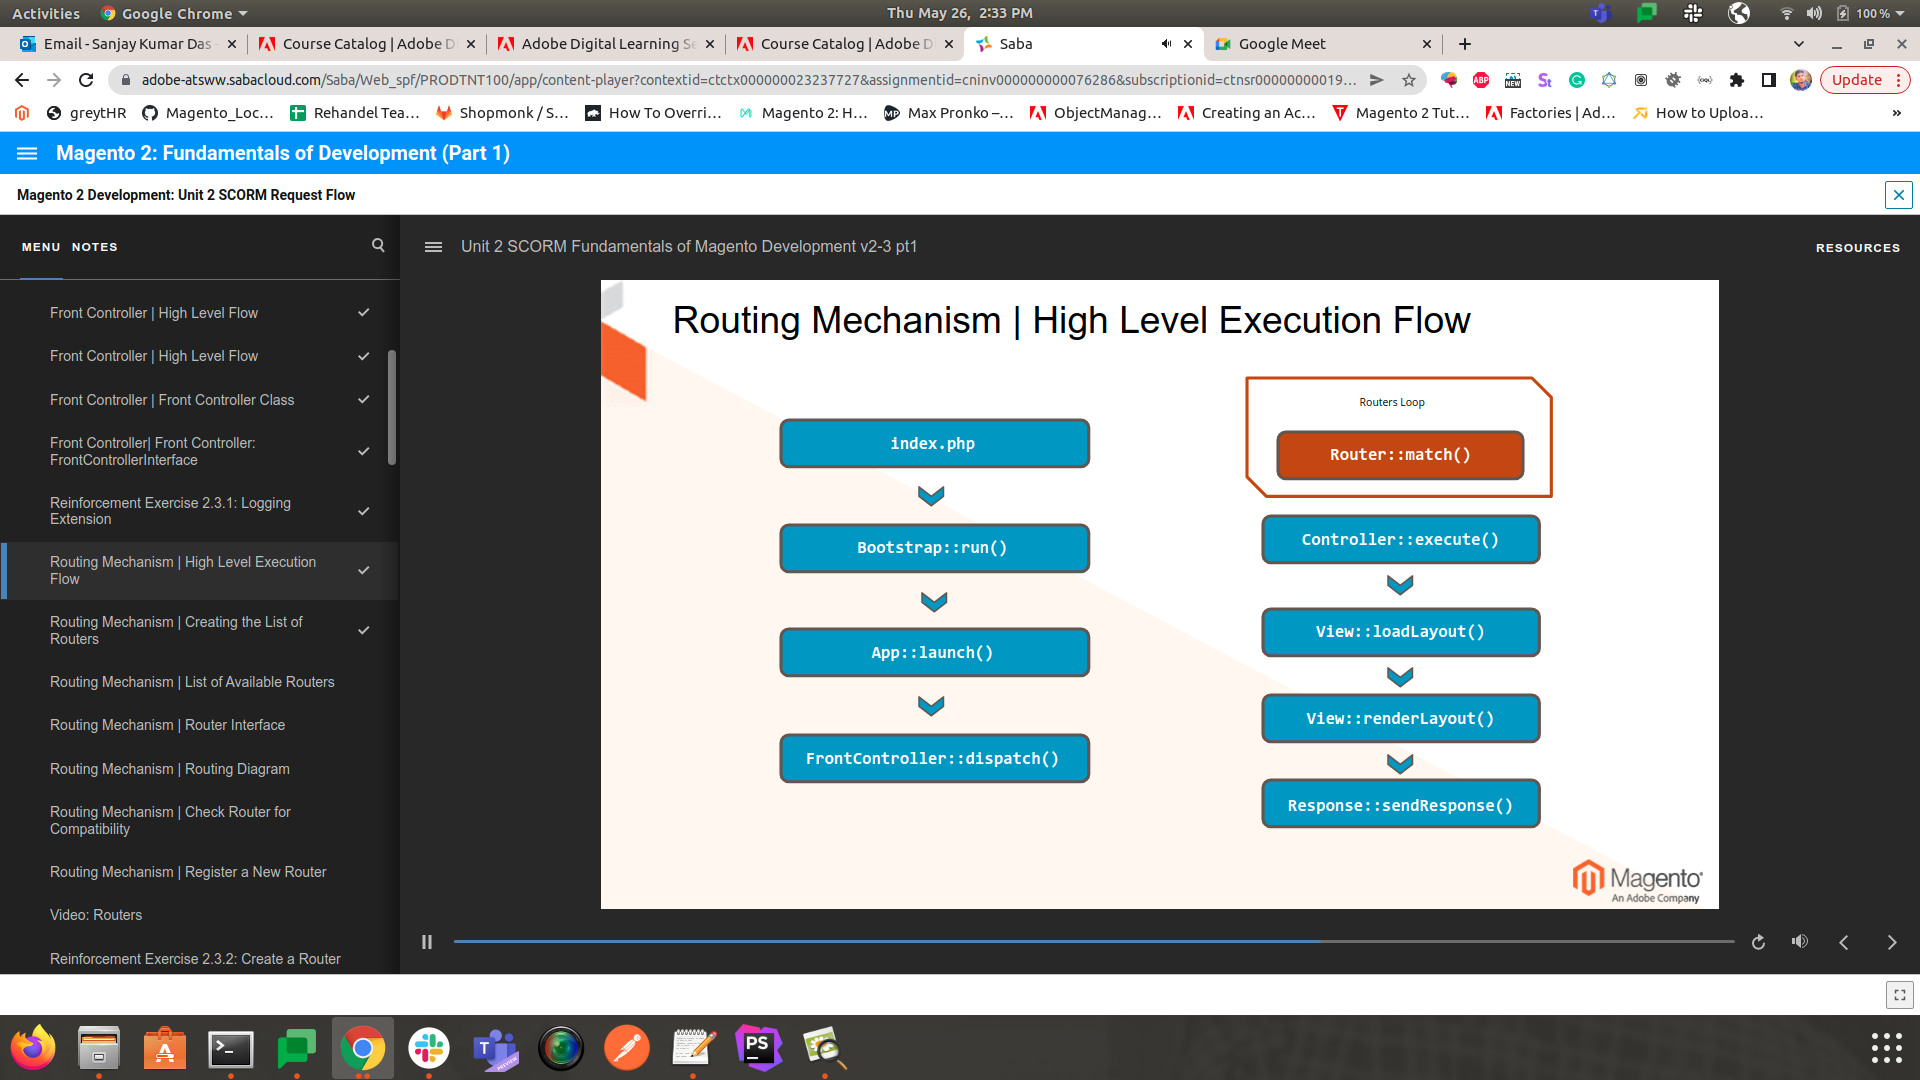 Activities
Google Chrome
Thu May 26, 2:33 PM
100 %
Email - Sanjay Kumar Das -
Course Catalog | Adobe D
Adobe Digital Learning Se
Course Catalog | Adobe D
Saba
Google Meet
adobe-atsww.sabacloud.com/Saba/Web_spf/PRODTNT100/app/content-player?contextid=ctctx000000023237727&assignmentid=cninv000000000076286&subscriptionid=ctnsr00000000019...
Update
greytHR
Magento_Loc...
Rehandel Tea...
Shopmonk / S...
How To Overri...
Magento 2: H...
Max Pronko –...
ObjectManag...
Creating an Ac...
Magento 2 Tut...
Factories | Ad...
How to Uploa...
»
Magento 2: Fundamentals of Development (Part 1)
Magento 2 Development: Unit 2 SCORM Request Flow
MENU
NOTES
Unit 2 SCORM Fundamentals of Magento Development v2-3 pt1
RESOURCES
Front Controller | High Level Flow
Front Controller | High Level Flow
Front Controller | Front Controller Class
Front Controller| Front Controller:
FrontControllerInterface
Reinforcement Exercise 2.3.1: Logging
Extension
Routing Mechanism | High Level Execution
Flow
Routing Mechanism | Creating the List of
Routers
Routing Mechanism | List of Available Routers
Routing Mechanism | Router Interface
Routing Mechanism | Routing Diagram
Routing Mechanism | Check Router for
Compatibility
Routing Mechanism | Register a New Router
Video: Routers
Reinforcement Exercise 2.3.2: Create a Router
Routing Mechanism | High Level Execution Flow
index.php
Bootstrap::run()
App::launch()
FrontController::dispatch()
Routers Loop
Router::match()
Controller::execute()
View::loadLayout()
View::renderLayout()
Response::sendResponse()
Magento
An Adobe Company